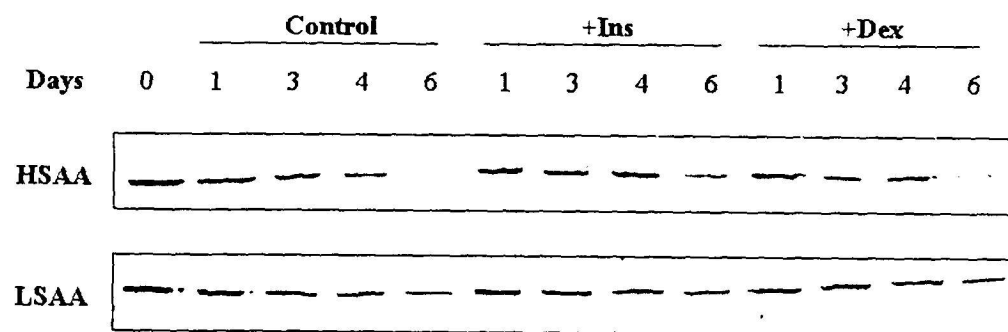 Control +Ins +Dex
Days 0 1 3 4 6 1 3 4 6 1 3 4 6
HSAA
LSAA